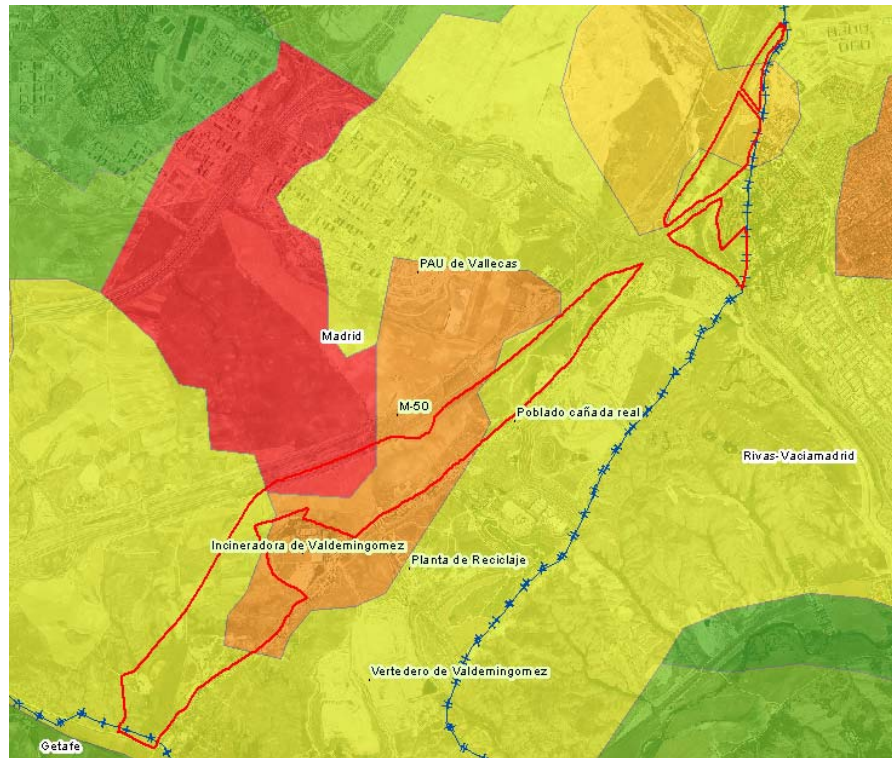 PAU de Vallecas
Madrid
M-50
Poblado cañada real
Rivas-Vaciamadrid
Incineradora de Valdemingomez
Planta de Reciclaje
Vertedero de Valdemingomez
Getafe